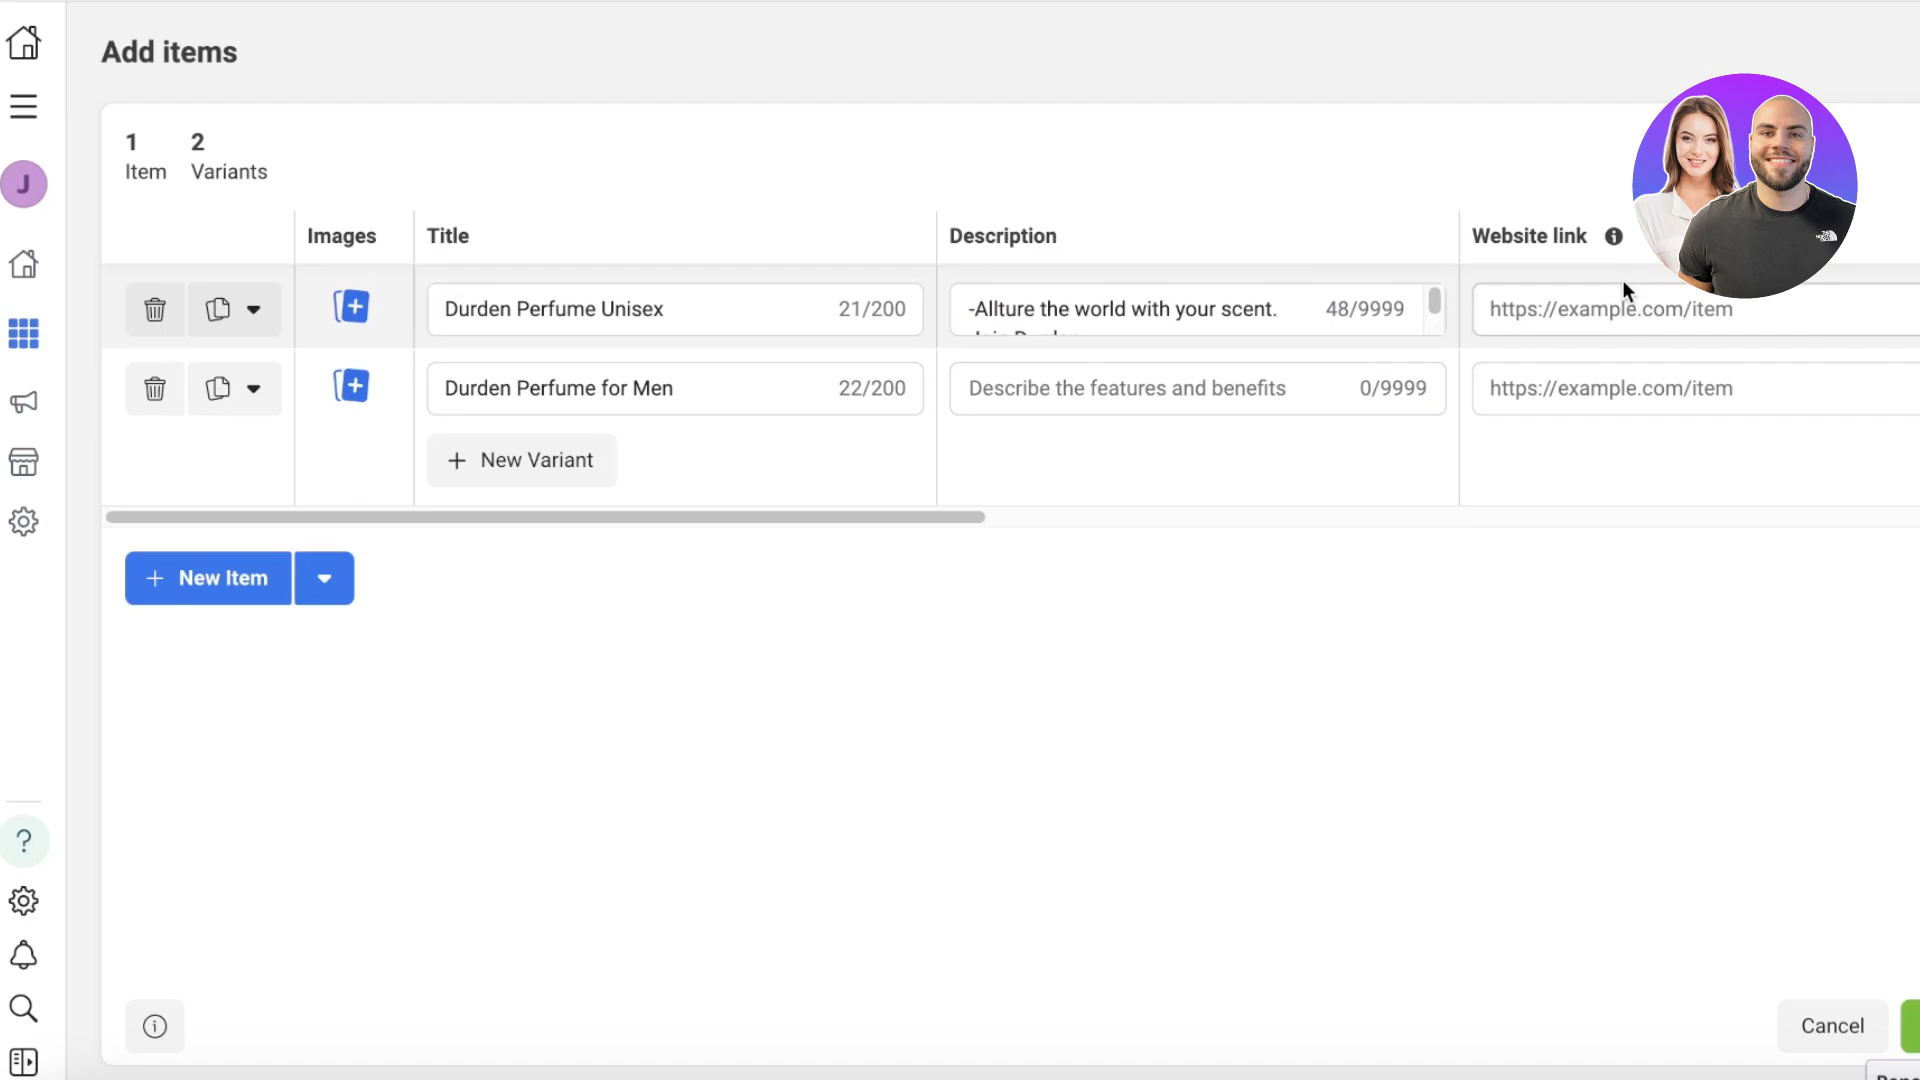 Add items
1 2
Item Variants
J
Images Title Description Website link
Durden Perfume Unisex 21/200 -Allture the world with your scent. 48/9999 https://example.com/item
Durden Perfume for Men 22/200 Describe the features and benefits 0/9999 https://example.com/item
+ New Variant
+ New Item
?
Cancel